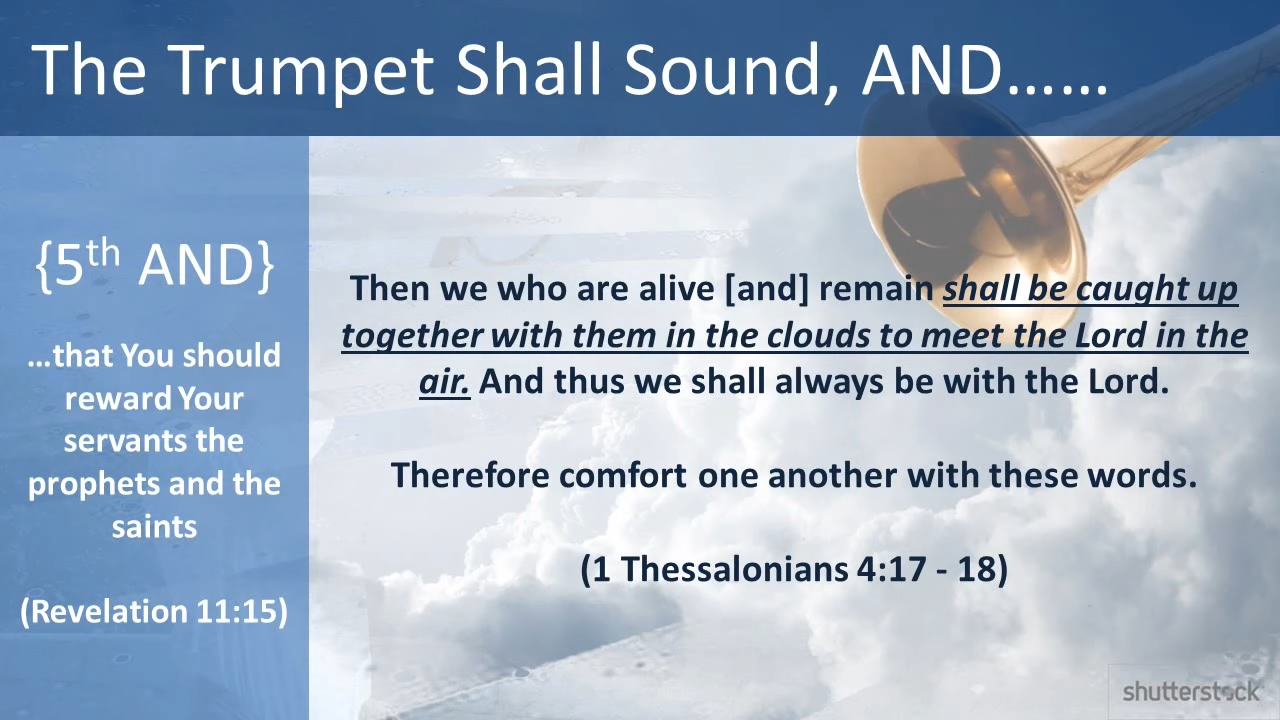 The Trumpet Shall Sound, AND……
{5th AND}
…that You should
reward Your
servants the
prophets and the
saints
(Revelation 11:15)
Then we who are alive [and] remain shall be caught up
together with them in the clouds to meet the Lord in the
air. And thus we shall always be with the Lord.
Therefore comfort one another with these words.
(1 Thessalonians 4:17 - 18)
shutterstock